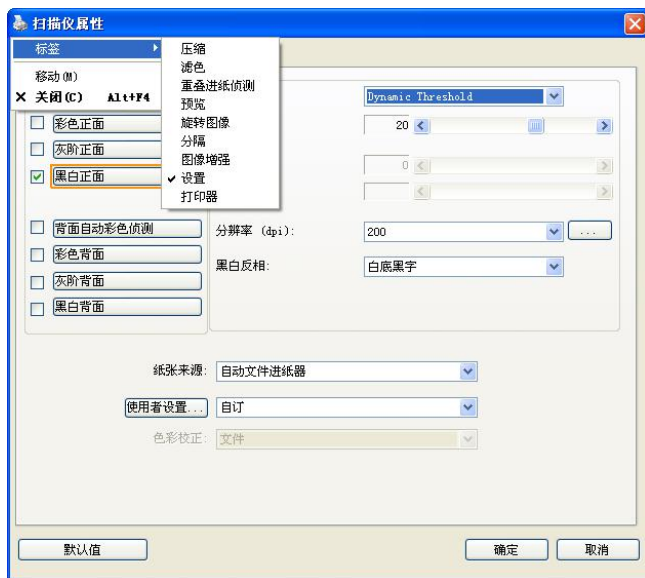 扫描仪属性
标签
压缩
滤色
重叠进纸侦测
预览
旋转图像
分隔
图像增强
设置
打印器
移动(M)
关闭(C) Alt+F4
Dynamic Threshold
彩色正面
20
灰阶正面
黑白正面
0
背面自动彩色侦测
分辨率 (dpi):
200
...
彩色背面
黑白反相:
白底黑字
灰阶背面
黑白背面
纸张来源:
自动文件进纸器
使用者设置...
自订
色彩校正:
文件
默认值
确定
取消